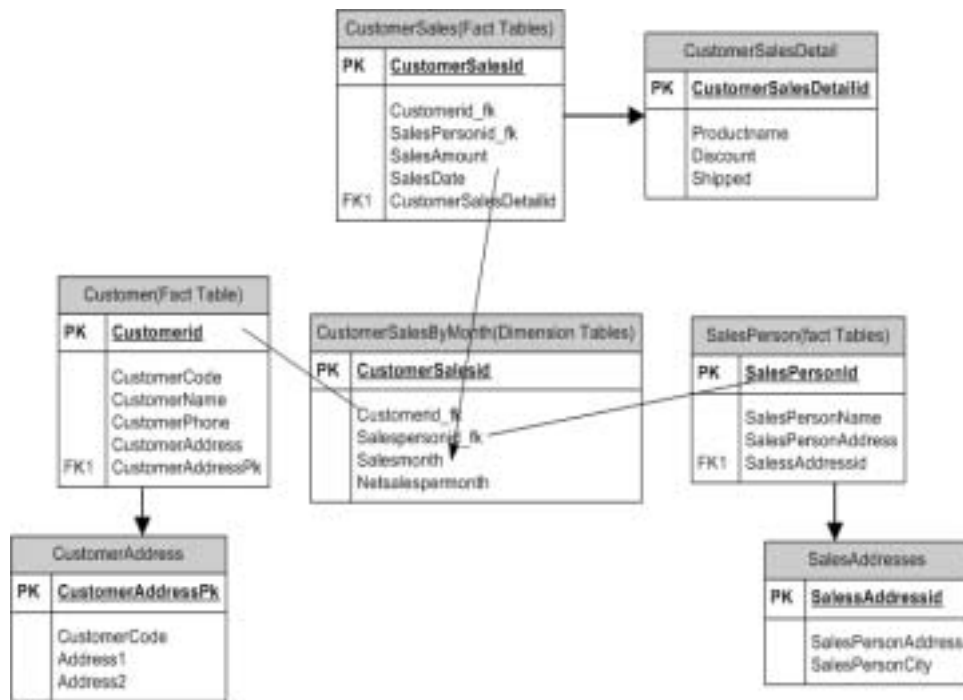 CustomerSales(Fact Tables)
PK CustomerSalesId
Customerid_fk
SalesPersonid_fk
SalesAmount
SalesDate
FK1 CustomerSalesDetailid
CustomerSalesDetail
PK CustomerSalesDetailid
Productname
Discount
Shipped
Customer(Fact Table)
PK Customerid
CustomerCode
CustomerName
CustomerPhone
CustomerAddress
FK1 CustomerAddressPk
CustomerSalesByMonth(Dimension Tables)
PK CustomerSalesid
Customerid_fk
Salespersonid_fk
Salesmonth
Netsalespermonth
SalesPerson(fact Tables)
PK SalesPersonId
SalesPersonName
SalesPersonAddress
FK1 SalessAddressid
CustomerAddress
PK CustomerAddressPk
CustomerCode
Address1
Address2
SalesAddresses
PK SalessAddressid
SalesPersonAddress
SalesPersonCity